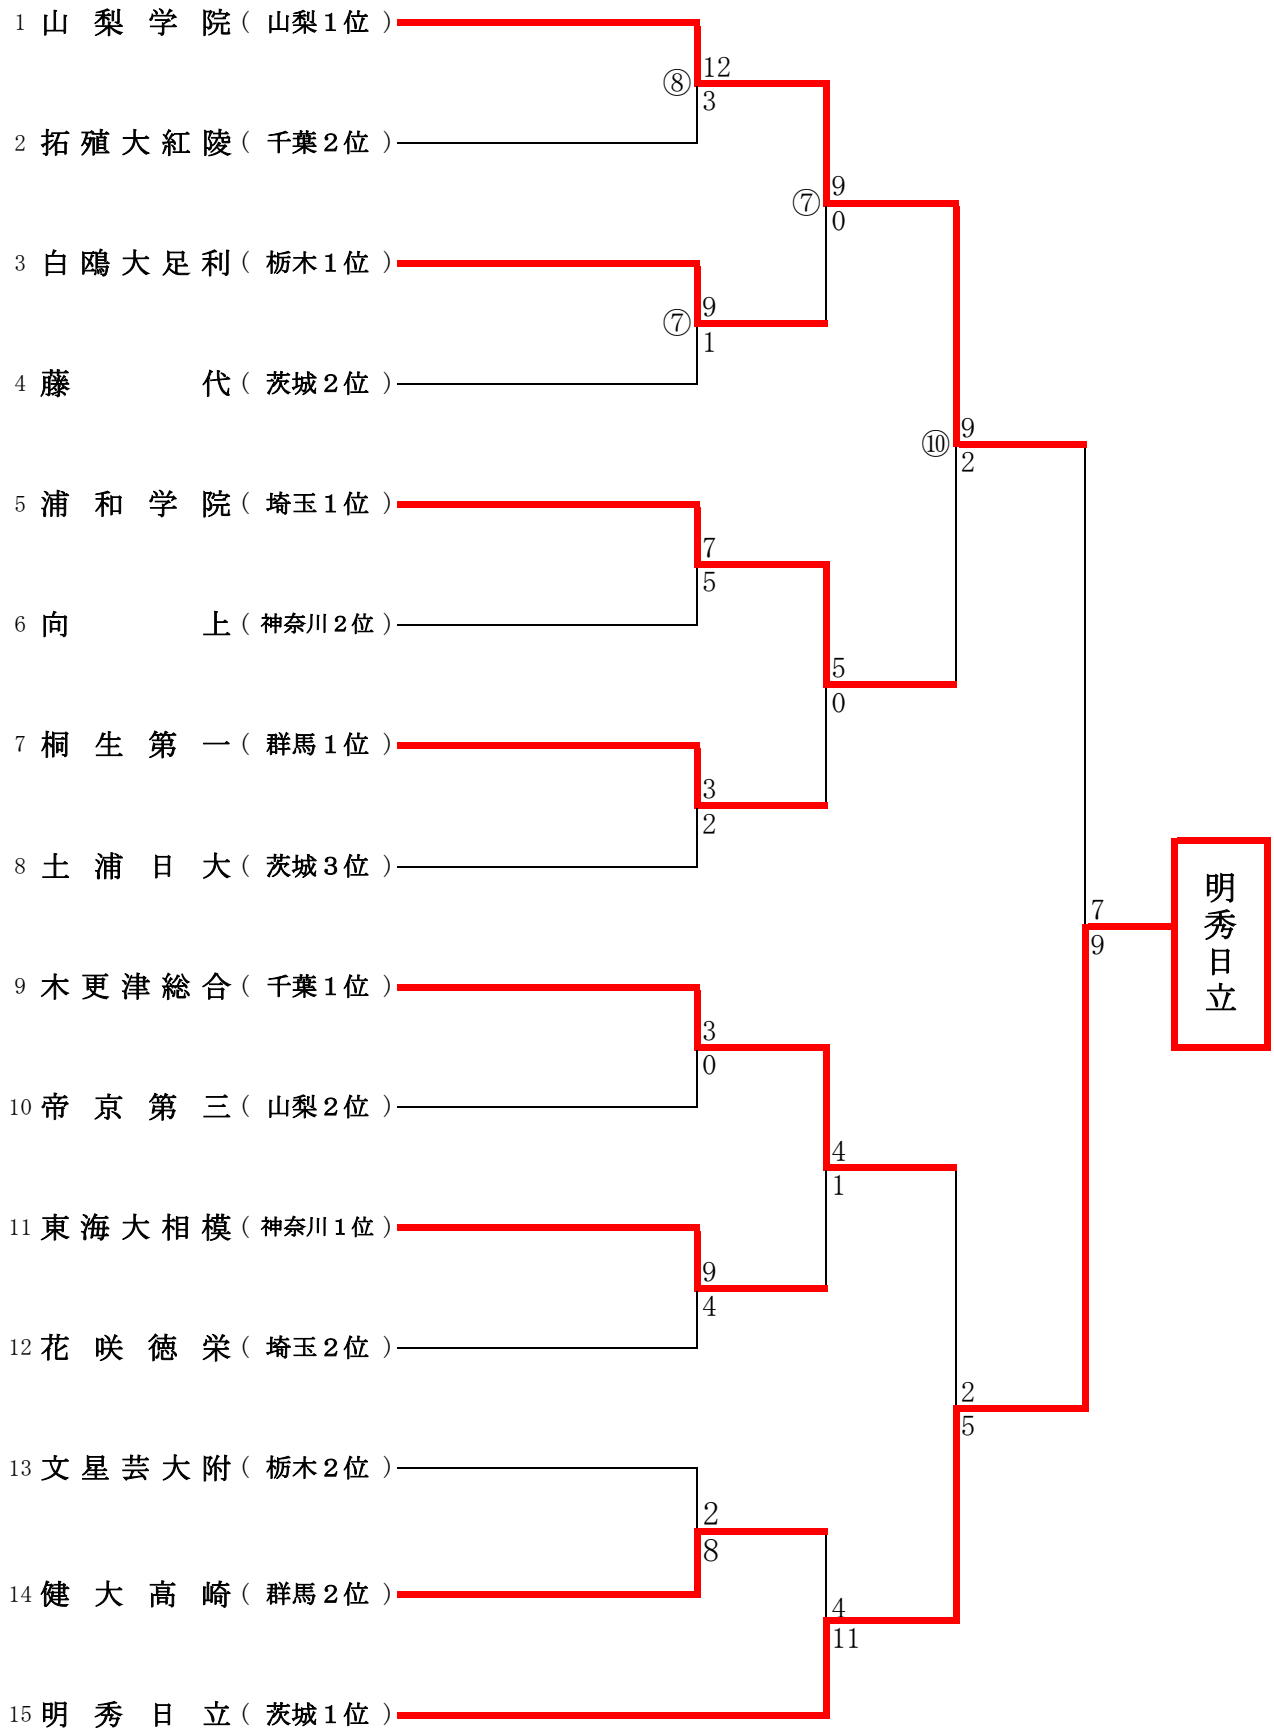 1 山梨学院 ( 山梨1位 )
12
⑧
3
2 拓殖大紅陵 ( 千葉2位 )
9
⑦
0
3 白鴎大足利 ( 栃木1位 )
9
⑦
1
4 藤代 ( 茨城2位 )
9
⑩
2
5 浦和学院 ( 埼玉1位 )
7
5
6 向上 ( 神奈川2位 )
5
0
7 桐生第一 ( 群馬1位 )
3
2
8 土浦日大 ( 茨城3位 )
明秀日立
7
9
9 木更津総合 ( 千葉1位 )
3
0
10 帝京第三 ( 山梨2位 )
4
1
11 東海大相模 ( 神奈川1位 )
9
4
12 花咲徳栄 ( 埼玉2位 )
2
5
13 文星芸大附 ( 栃木2位 )
2
8
14 健大高崎 ( 群馬2位 )
4
11
15 明秀日立 ( 茨城1位 )